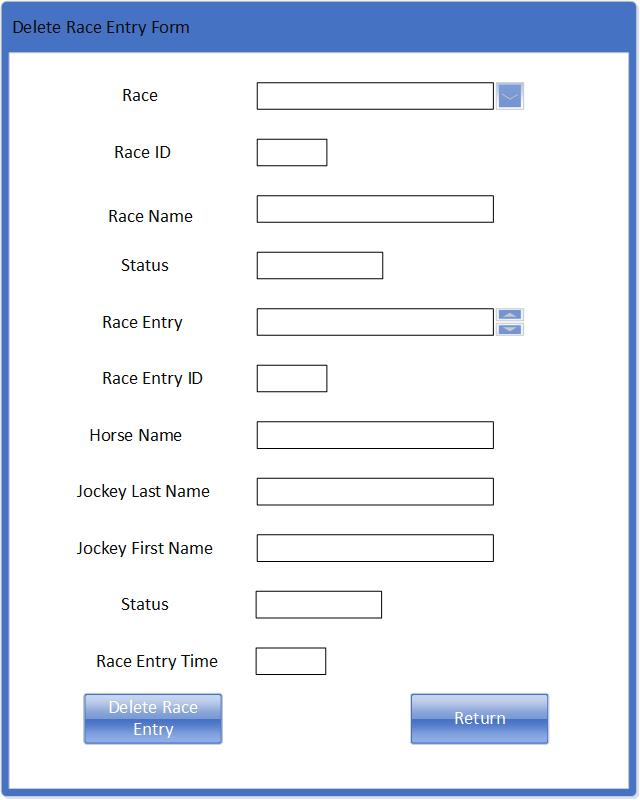 Delete Race Entry Form
Race
Race ID
Race Name
Status
Race Entry
Race Entry ID
Horse Name
Jockey Last Name
Jockey First Name
Status
Race Entry Time
Delete Race
Entry
Return